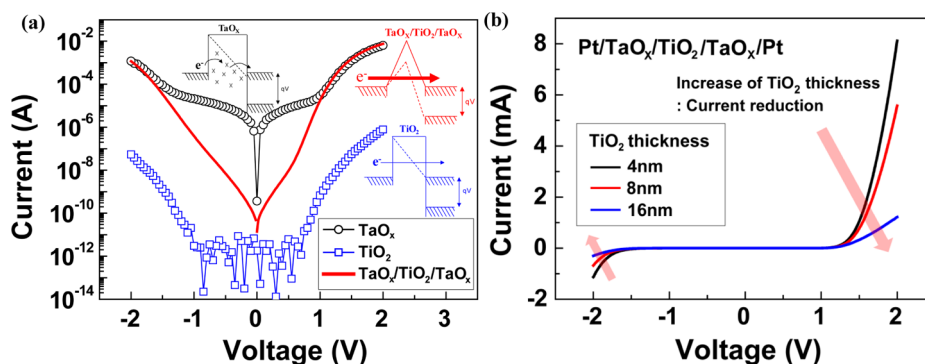 (a)
Current (A)
10^-2
10^-4
10^-6
10^-8
10^-10
10^-12
10^-14
-2 -1 0 1 2 3
Voltage (V)
TaOx
e-
qV
TaOx/TiO2/TaOx
e-
qV
TiO2
e-
qV
TaOx
TiO2
TaOx/TiO2/TaOx
(b)
Current (mA)
8
6
4
2
0
-2
-2 -1 0 1 2
Voltage (V)
Pt/TaOx/TiO2/TaOx/Pt
Increase of TiO2 thickness
: Current reduction
TiO2 thickness
4nm
8nm
16nm